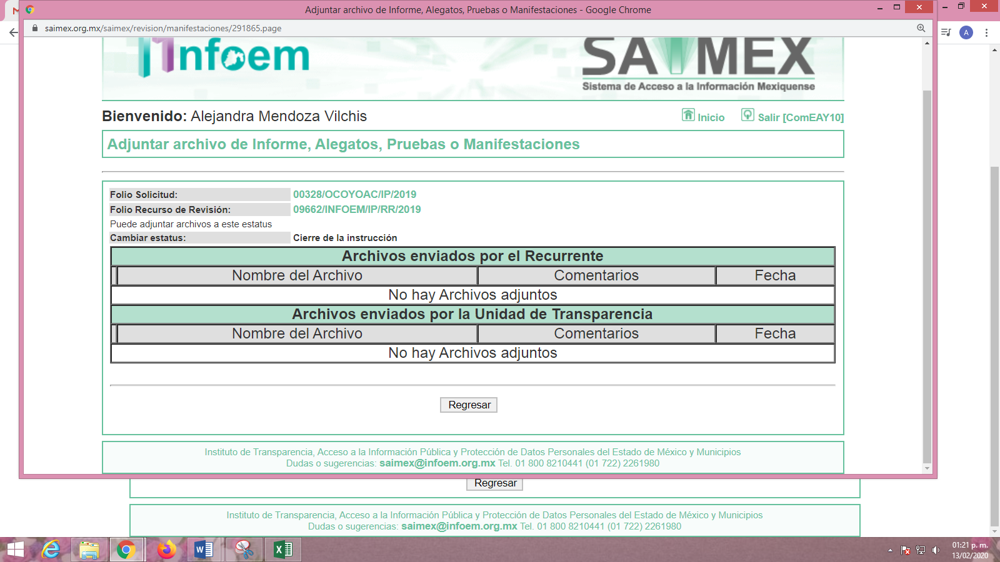 Adjuntar archivo de Informe, Alegatos, Pruebas o Manifestaciones - Google Chrome
saimex.org.mx/saimex/revision/manifestaciones/291865.page
A
infoem
SAIMEX
Sistema de Acceso a la Información Mexiquense
Bienvenido: Alejandra Mendoza Vilchis
Inicio Salir [ComEAY10]
Adjuntar archivo de Informe, Alegatos, Pruebas o Manifestaciones
Folio Solicitud: 00328/OCOYOAC/IP/2019
Folio Recurso de Revisión: 09662/INFOEM/IP/RR/2019
Puede adjuntar archivos a este estatus
Cambiar estatus: Cierre de la instrucción
Archivos enviados por el Recurrente
Nombre del Archivo Comentarios Fecha
No hay Archivos adjuntos
Archivos enviados por la Unidad de Transparencia
Nombre del Archivo Comentarios Fecha
No hay Archivos adjuntos
Regresar
Instituto de Transparencia, Acceso a la Información Pública y Protección de Datos Personales del Estado de México y Municipios
Dudas o sugerencias: saimex@infoem.org.mx Tel. 01 800 8210441 (01 722) 2261980
Regresar
Instituto de Transparencia, Acceso a la Información Pública y Protección de Datos Personales del Estado de México y Municipios
Dudas o sugerencias: saimex@infoem.org.mx Tel. 01 800 8210441 (01 722) 2261980
01:21 p. m.
13/02/2020